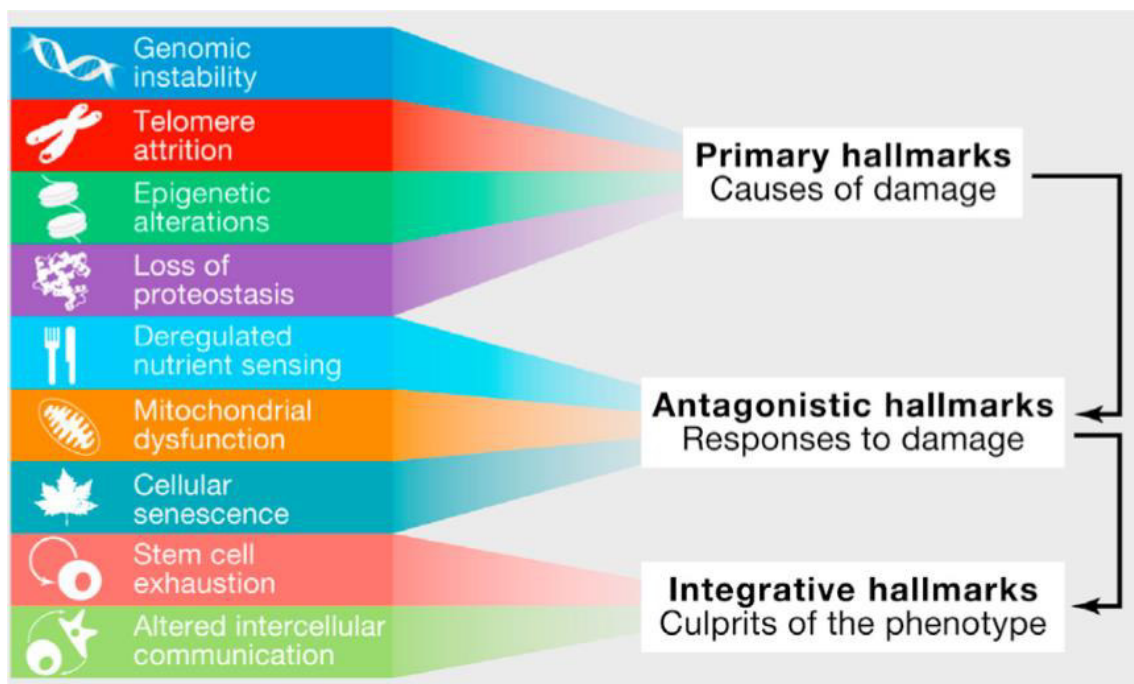 Genomic
instability
Telomere
attrition
Epigenetic
alterations
Loss of
proteostasis
Deregulated
nutrient sensing
Mitochondrial
dysfunction
Cellular
senescence
Stem cell
exhaustion
Altered intercellular
communication
Primary hallmarks
Causes of damage
Antagonistic hallmarks
Responses to damage
Integrative hallmarks
Culprits of the phenotype